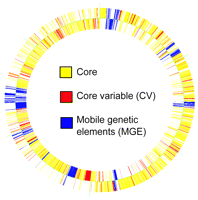 Core
Core variable (CV)
Mobile genetic
elements (MGE)